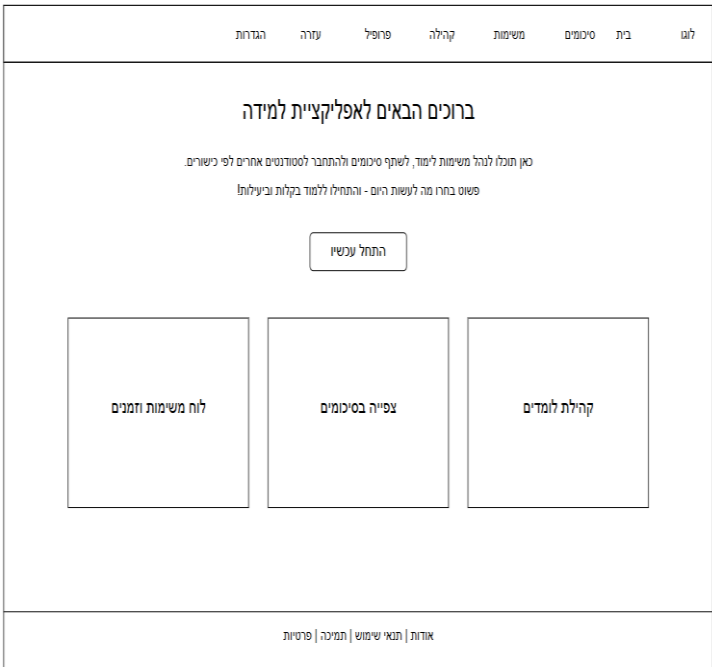 לוגו בית סיכומים משימות קהילה פרופיל עזרה הגדרות
ברוכים הבאים לאפליקציית למידה
כאן תוכלו לנהל משימות לימוד, לשתף סיכומים ולהתחבר לסטודנטים אחרים לפי כישורים.
פשוט בחרו מה לעשות היום - והתחילו ללמוד בקלות וביעילות!
התחל עכשיו
קהילת לומדים צפייה בסיכומים לוח משימות וזמנים
אודות | תנאי שימוש | תמיכה | פרטיות